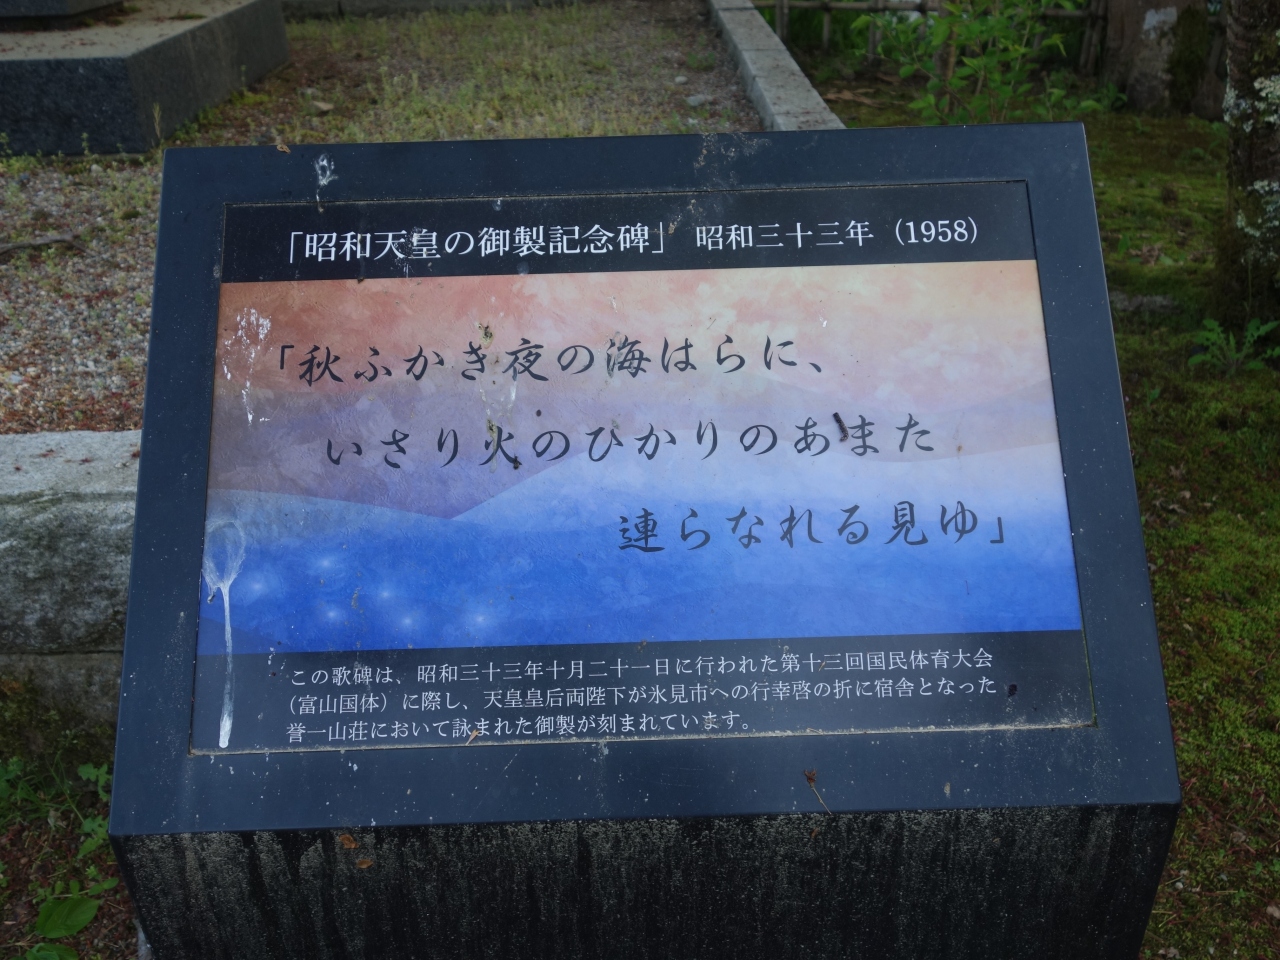 「昭和天皇の御製記念碑」 昭和三十三年（1958）
「秋ふかき夜の海はらに、
いさり火のひかりのあまた
連らなれる見ゆ」
この歌碑は、昭和三十三年十月二十一日に行われた第十三回国民体育大会
（富山国体）に際し、天皇皇后両陛下が氷見市への行幸啓の折に宿舎となった
誉一山荘において詠まれた御製が刻まれています。